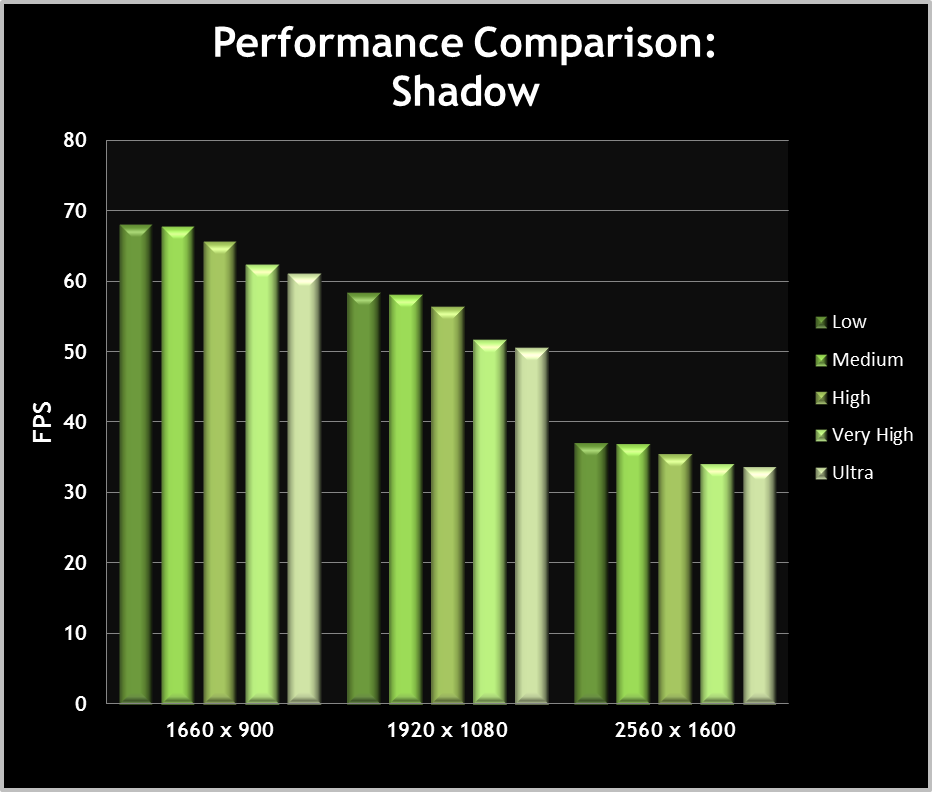 Performance Comparison:
Shadow
80
70
60
50
40
30
20
10
0
FPS
1660 x 900
1920 x 1080
2560 x 1600
Low
Medium
High
Very High
Ultra